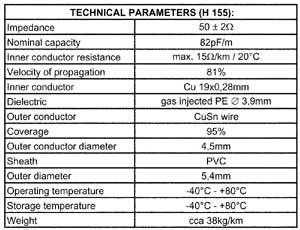 TECHNICAL PARAMETERS (H 155):
Impedance 50 ± 2Ω
Nominal capacity 82pF/m
Inner conductor resistance max. 15Ω/km / 20°C
Velocity of propagation 81%
Inner conductor Cu 19x0,28mm
Dielectric gas injected PE ∅ 3,9mm
Outer conductor CuSn wire
Coverage 95%
Outer conductor diameter 4,5mm
Sheath PVC
Outer diameter 5,4mm
Operating temperature -40°C - +80°C
Storage temperature -40°C - +80°C
Weight cca 38kg/km